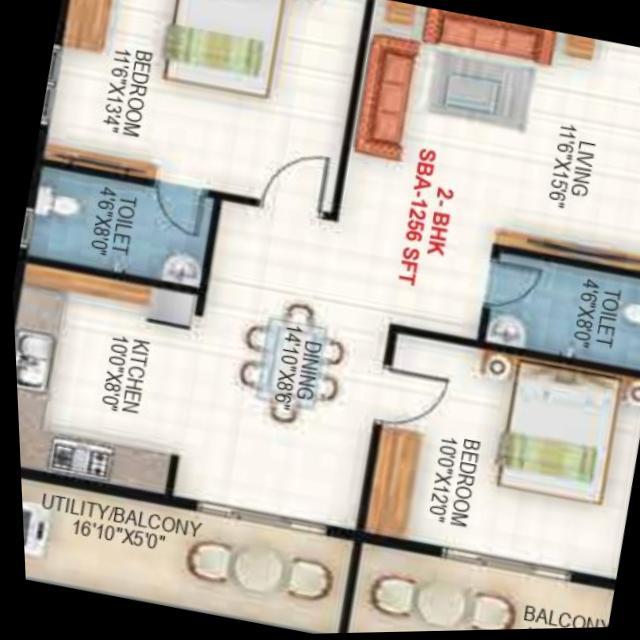 BEDROOM
11'6"X13'4"
LIVING
11'6"X15'6"
2- BHK
SBA-1256 SFT
TOILET
4'6"X8'0"
TOILET
4'6"X8'0"
KITCHEN
10'0"X8'0"
DINING
14'10"X8'6"
BEDROOM
10'0"X12'0"
UTILITY/BALCONY
16'10"X5'0"
BALCONY